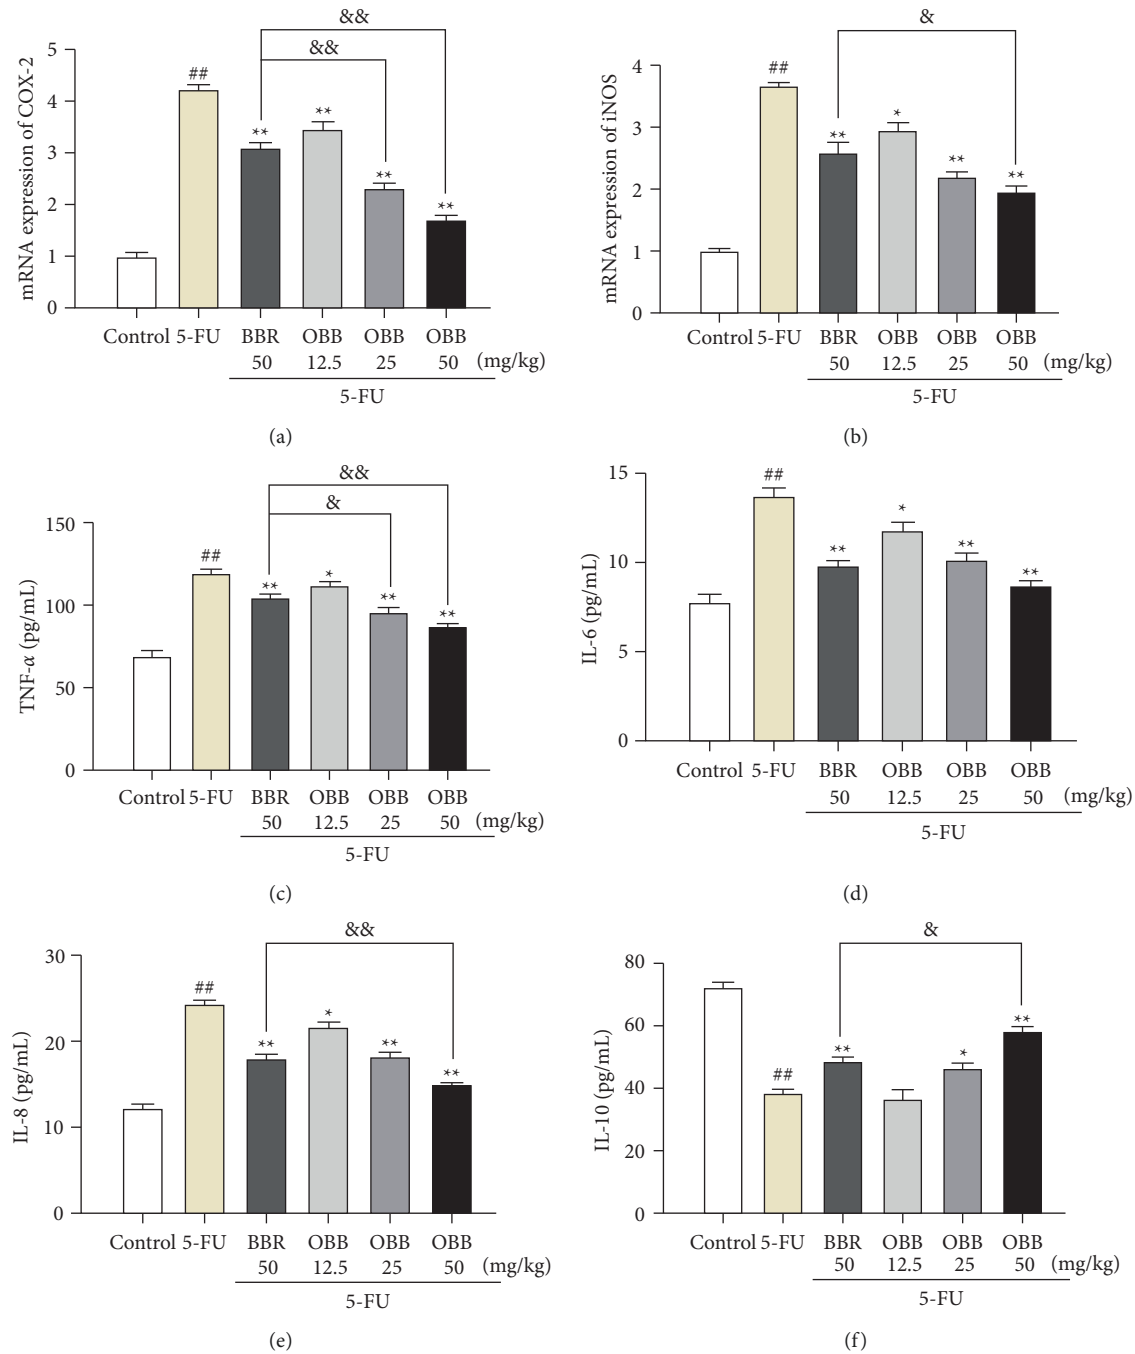 &&
&&
5
4
3
2
1
0
mRNA expression of COX-2
##
**
**
**
**
Control 5-FU BBR OBB OBB OBB
50 12.5 25 50 (mg/kg)
5-FU
(a)
&
4
3
2
1
0
mRNA expression of iNOS
##
**
*
**
**
Control 5-FU BBR OBB OBB OBB
50 12.5 25 50 (mg/kg)
5-FU
(b)
&&
&
150
100
50
0
TNF-α (pg/mL)
##
**
*
**
**
Control 5-FU BBR OBB OBB OBB
50 12.5 25 50 (mg/kg)
5-FU
(c)
15
10
5
0
IL-6 (pg/mL)
##
**
*
**
**
Control 5-FU BBR OBB OBB OBB
50 12.5 25 50 (mg/kg)
5-FU
(d)
&&
30
20
10
0
IL-8 (pg/mL)
##
**
*
**
**
Control 5-FU BBR OBB OBB OBB
50 12.5 25 50 (mg/kg)
5-FU
(e)
&
80
60
40
20
0
IL-10 (pg/mL)
##
**
*
**
Control 5-FU BBR OBB OBB OBB
50 12.5 25 50 (mg/kg)
5-FU
(f)